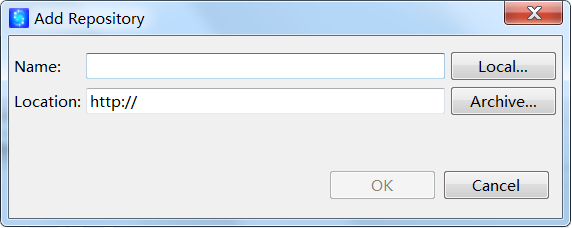 Add Repository
Name: Local...
Location: http:// Archive...
OK Cancel